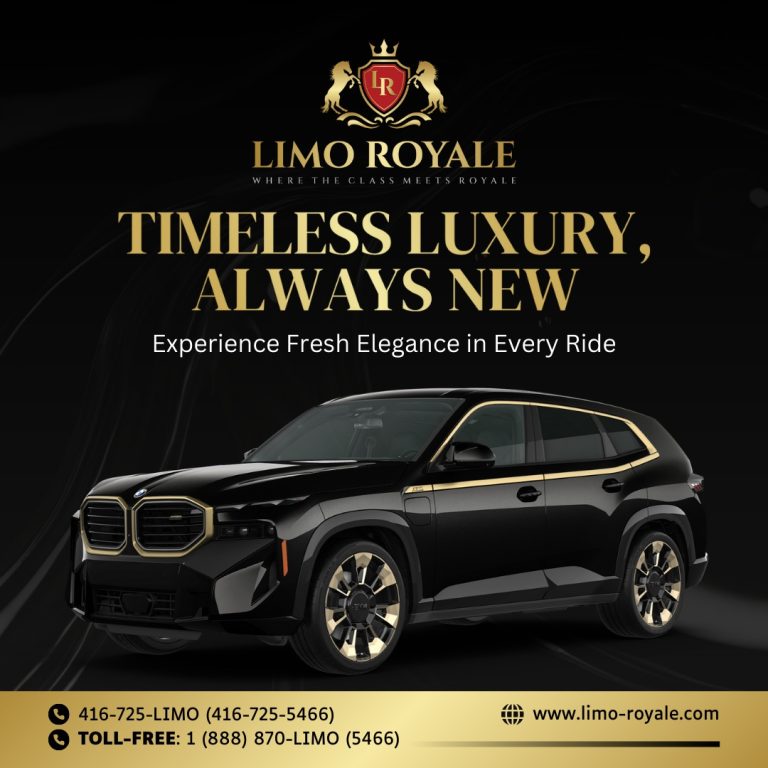 LR
LIMO ROYALE
WHERE THE CLASS MEETS ROYALE
TIMELESS LUXURY,
ALWAYS NEW
Experience Fresh Elegance in Every Ride
416-725-LIMO (416-725-5466)
www.limo-royale.com
TOLL-FREE: 1 (888) 870-LIMO (5466)